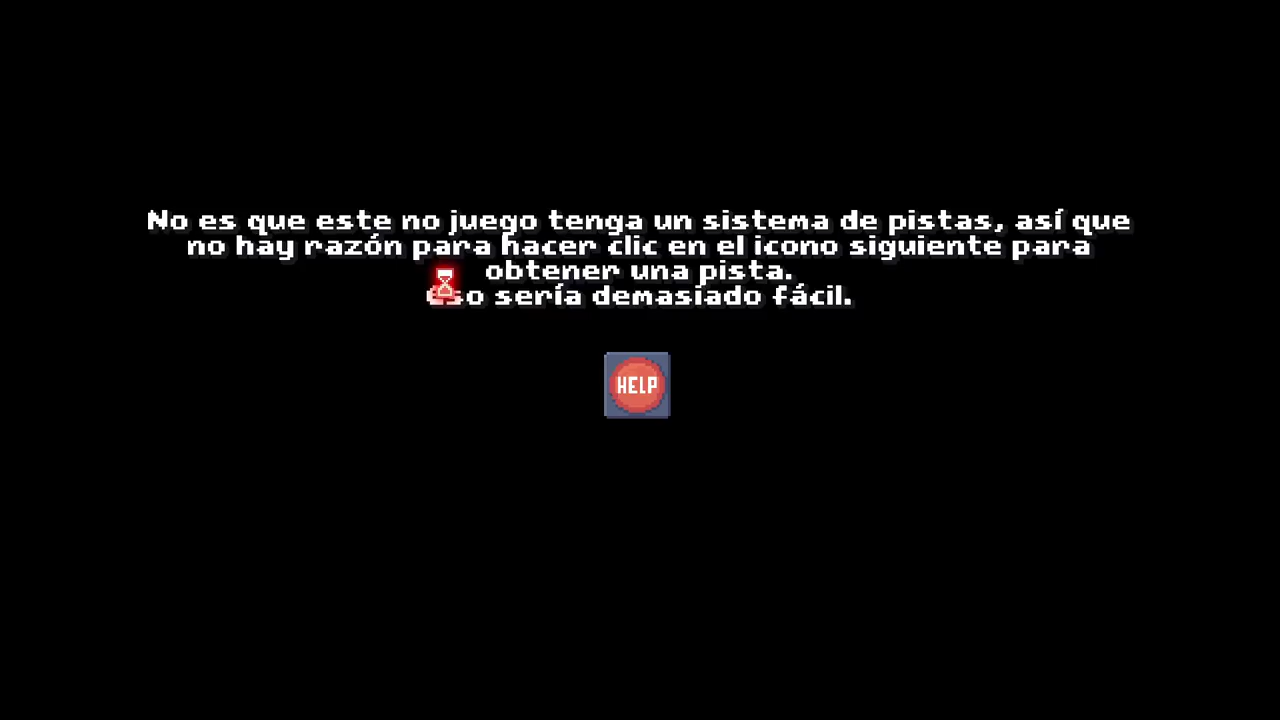 No es que este no juego tenga un sistema de pistas, así que
no hay razón para hacer clic en el icono siguiente para
obtener una pista.
sería demasiado fácil.
HELP